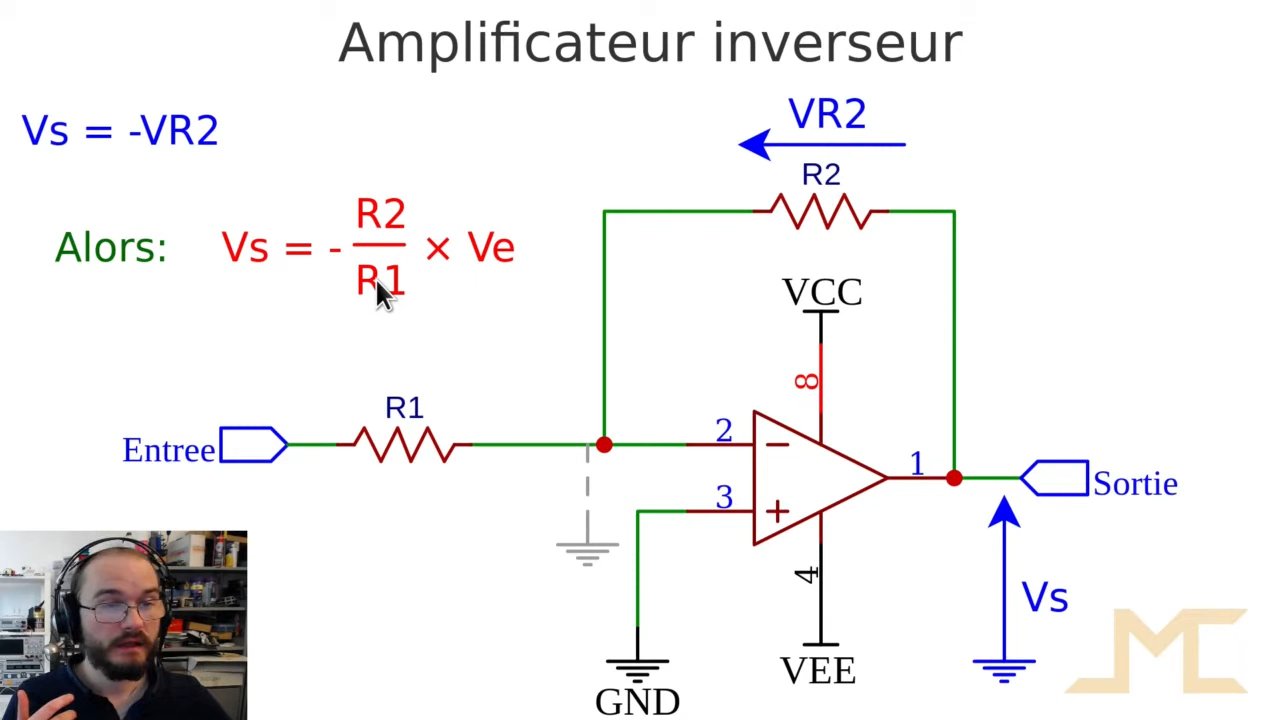 Amplificateur inverseur
Vs = -VR2
VR2
R2
Alors: Vs = - R2
R1 × Ve
VCC
8
R1
Entree
2
-
3
+
1
Sortie
4
Vs
VEE
GND
MC